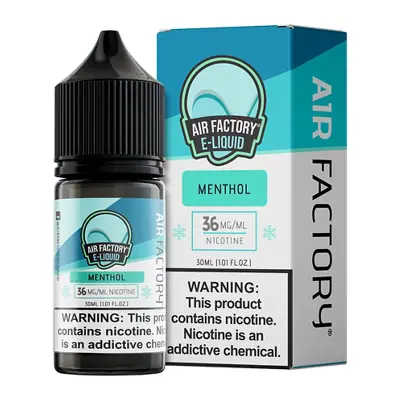 AIR FACTORY
E-LIQUID
MENTHOL
36 MG/ML NICOTINE
30ML (1.01 FL.OZ.)
AIR FACTORY
WARNING: This product
contains nicotine. Nicotine
is an addictive chemical.
AIR FACTORY
E-LIQUID
MENTHOL
36 MG/ML
NICOTINE
30ML (1.01 FL.OZ.)
WARNING:
This product
contains nicotine.
Nicotine is an
addictive chemical.
A1R FACTORY®